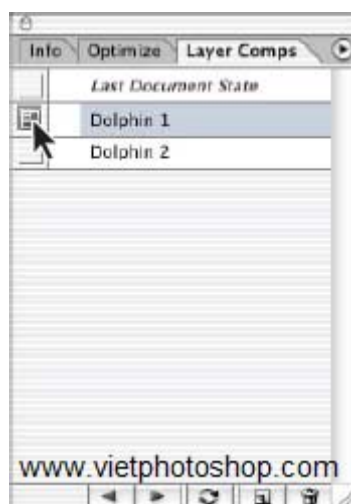 Info Optimize Layer Comps
Last Document State
Dolphin 1
Dolphin 2
www.vietphotoshop.com